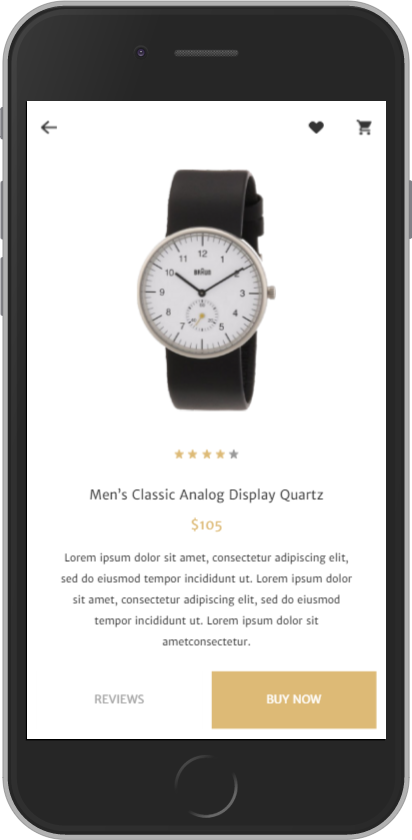 12
11 1
10 BRAUN 2
9 3
8 4
7 5
Men's Classic Analog Display Quartz
$105
Lorem ipsum dolor sit amet, consectetur adipiscing elit,
sed do eiusmod tempor incididunt ut. Lorem ipsum dolor
sit amet, consectetur adipiscing elit, sed do eiusmod
tempor incididunt ut. Lorem ipsum dolor sit
ametconsectetur.
REVIEWS BUY NOW